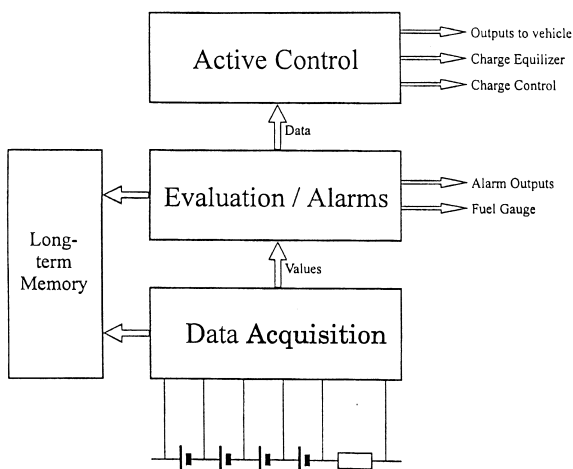 Active Control
Outputs to vehicle
Charge Equilizer
Charge Control
Data
Evaluation / Alarms
Alarm Outputs
Fuel Gauge
Long-
term
Memory
Values
Data Acquisition